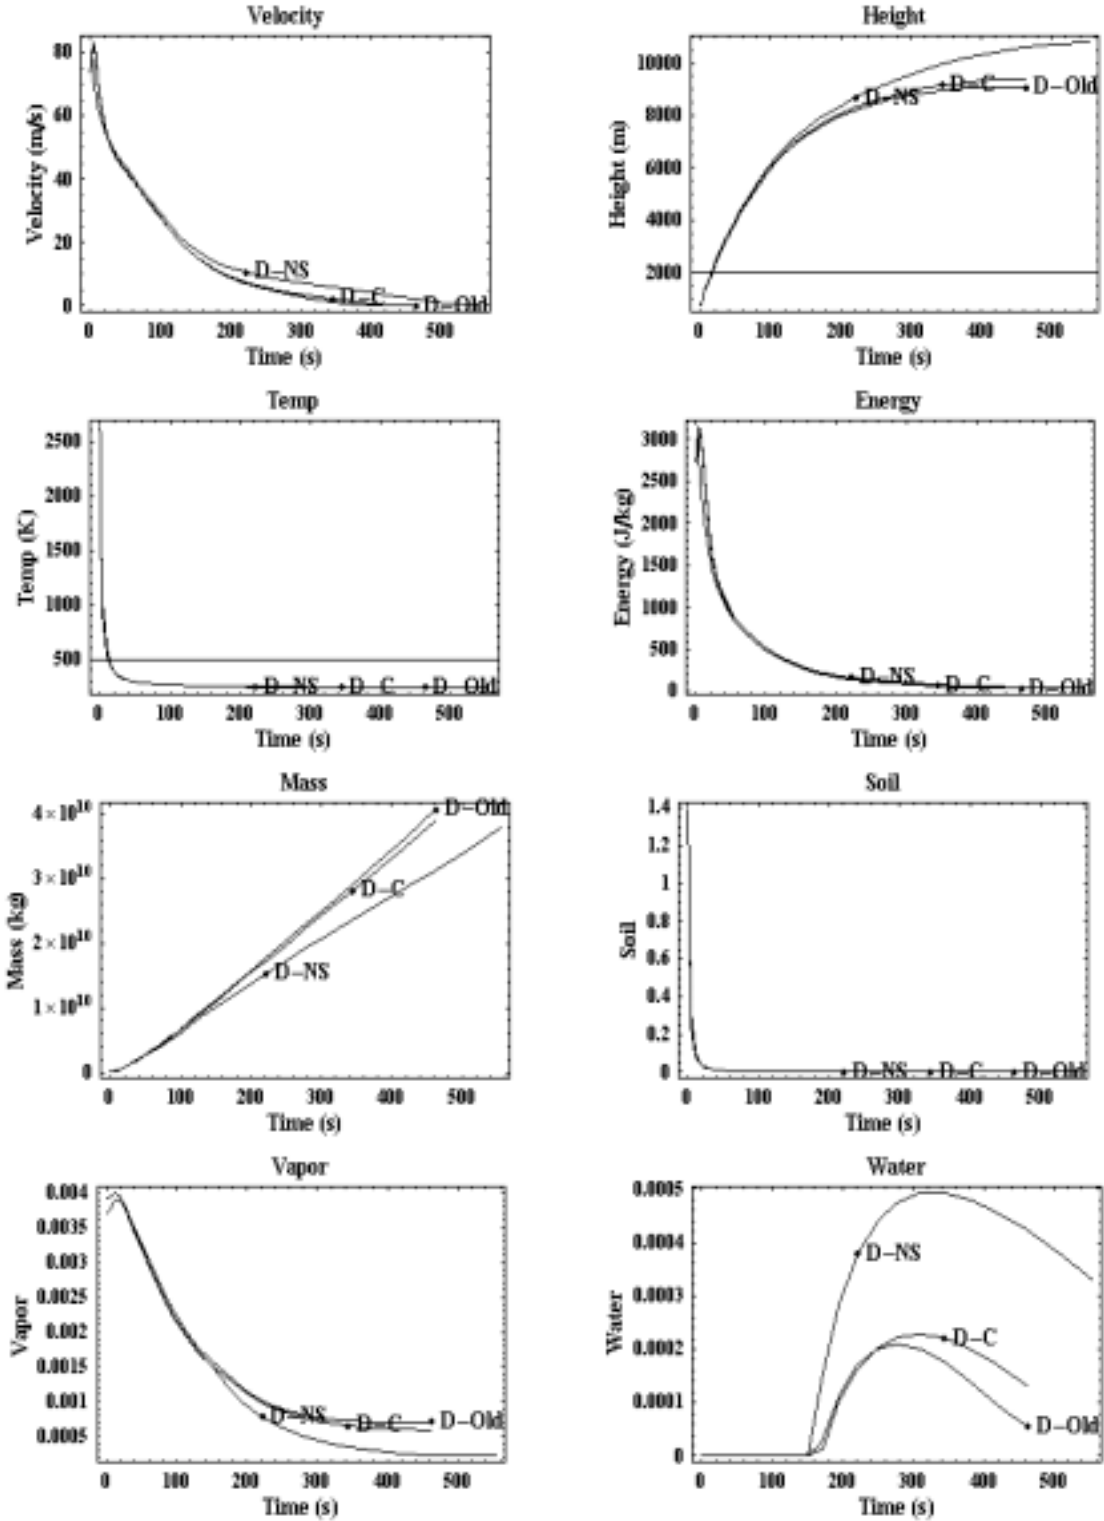 Velocity
Velocity (m/s)
80
60
40
20
0
D-NS
D-C
D-Old
0 100 200 300 400 500
Time (s)
Height
Height (m)
10000
8000
6000
4000
2000
D-NS
D-C
D-Old
0 100 200 300 400 500
Time (s)
Temp
Temp (K)
2500
2000
1500
1000
500
D-NS
D-C
D-Old
0 100 200 300 400 500
Time (s)
Energy
Energy (J/kg)
3000
2500
2000
1500
1000
500
0
D-NS
D-C
D-Old
0 100 200 300 400 500
Time (s)
Mass
Mass (kg)
4×10¹⁰
3×10¹⁰
2×10¹⁰
1×10¹⁰
0
D-Old
D-C
D-NS
0 100 200 300 400 500
Time (s)
Soil
Soil
1.4
1.2
1
0.8
0.6
0.4
0.2
0
D-NS
D-C
D-Old
0 100 200 300 400 500
Time (s)
Vapor
Vapor
0.004
0.0035
0.003
0.0025
0.002
0.0015
0.001
0.0005
D-NS
D-C
D-Old
0 100 200 300 400 500
Time (s)
Water
Water
0.0005
0.0004
0.0003
0.0002
0.0001
0
D-NS
D-C
D-Old
0 100 200 300 400 500
Time (s)